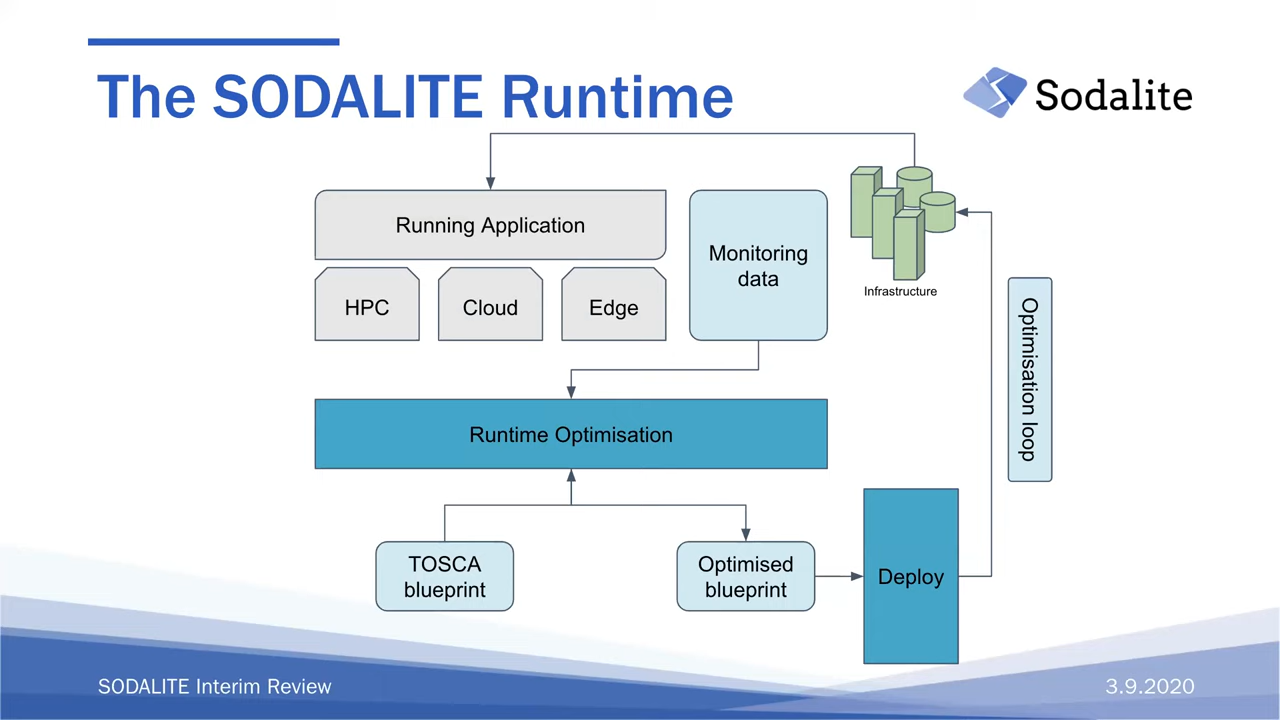 The SODALITE Runtime
Sodalite
Running Application
HPC
Cloud
Edge
Monitoring
data
Infrastructure
Optimisation loop
Runtime Optimisation
TOSCA
blueprint
Optimised
blueprint
Deploy
SODALITE Interim Review
3.9.2020